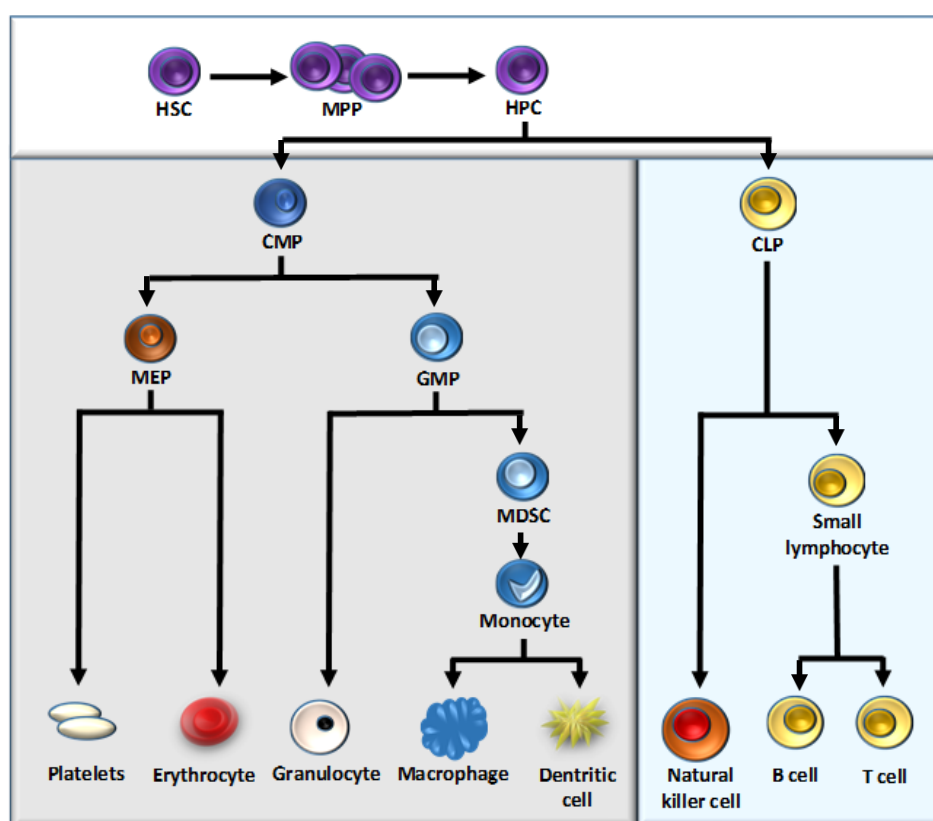 HSC
MPP
HPC
CMP
CLP
MEP
GMP
MDSC
Small
lymphocyte
Monocyte
Platelets
Erythrocyte
Granulocyte
Macrophage
Dentritic
cell
Natural
killer cell
B cell
T cell